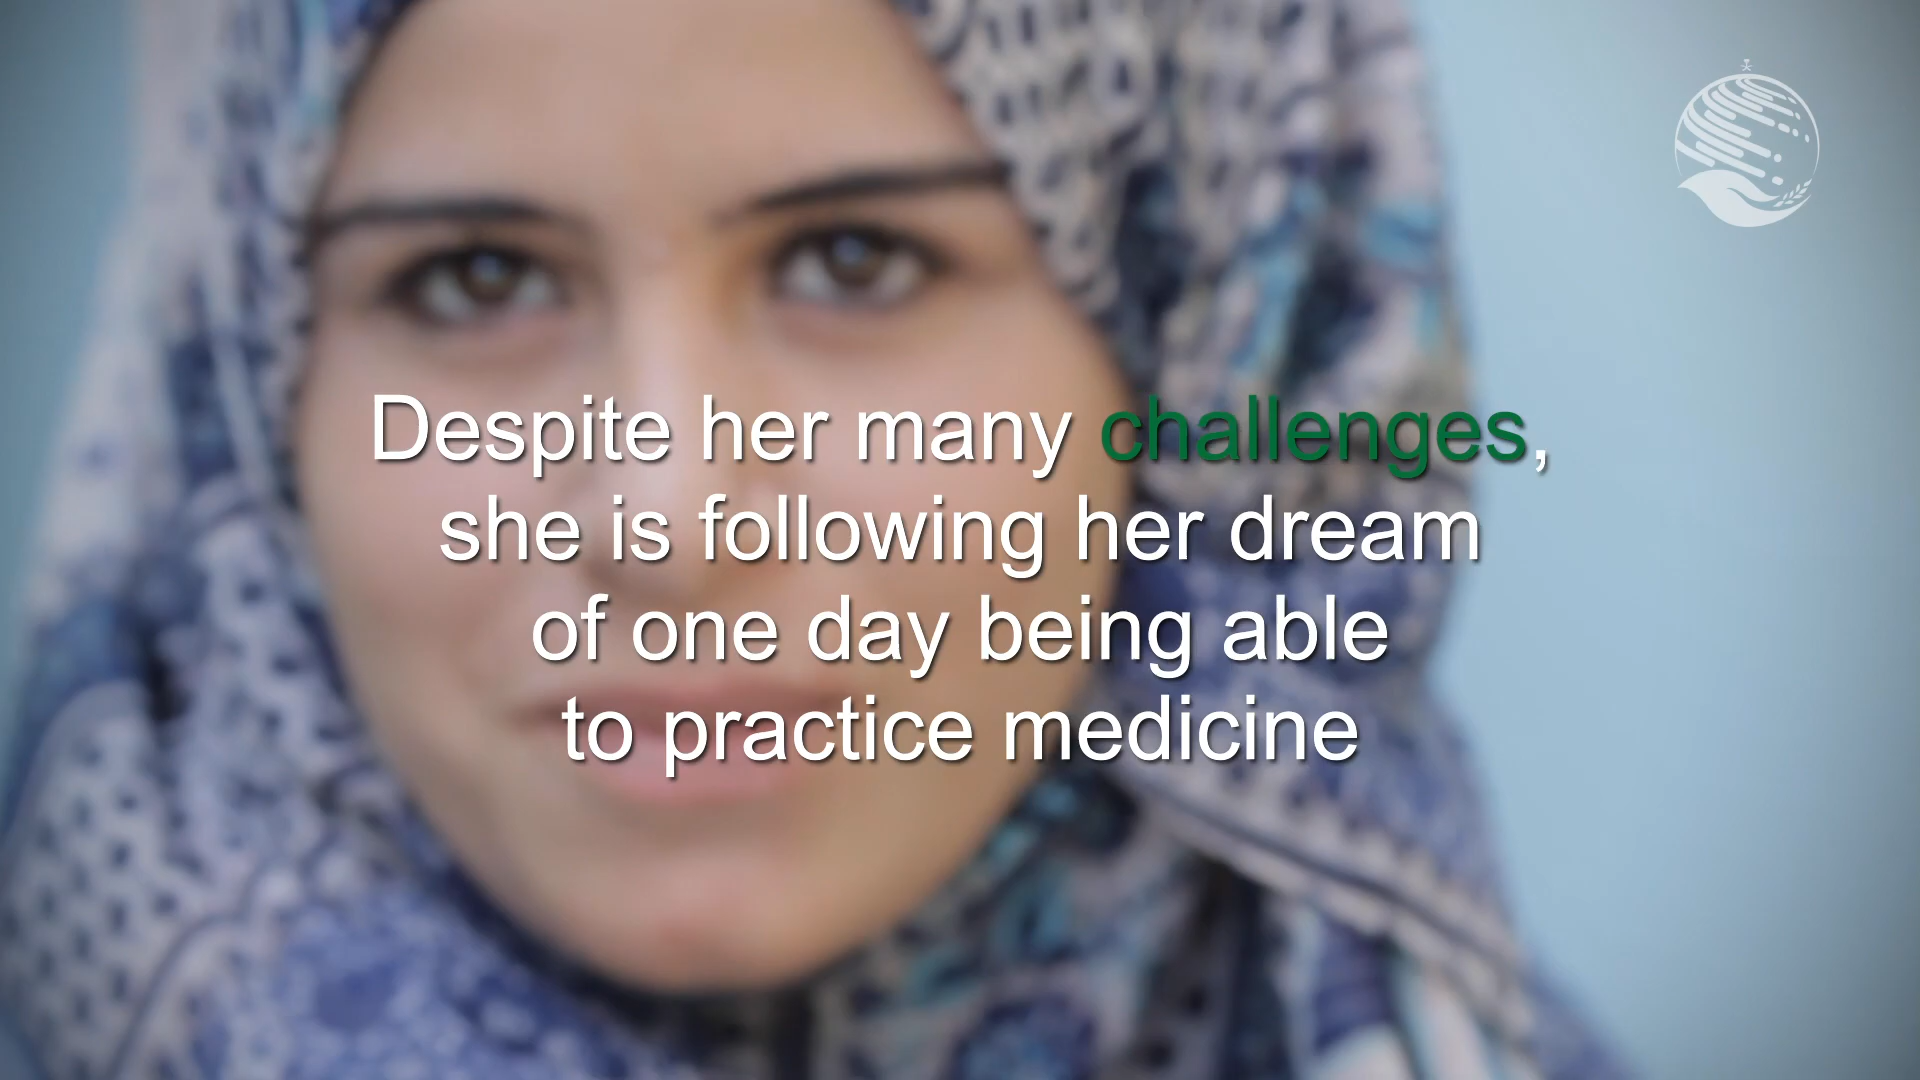 Despite her many challenges,
she is following her dream
of one day being able
to practice medicine